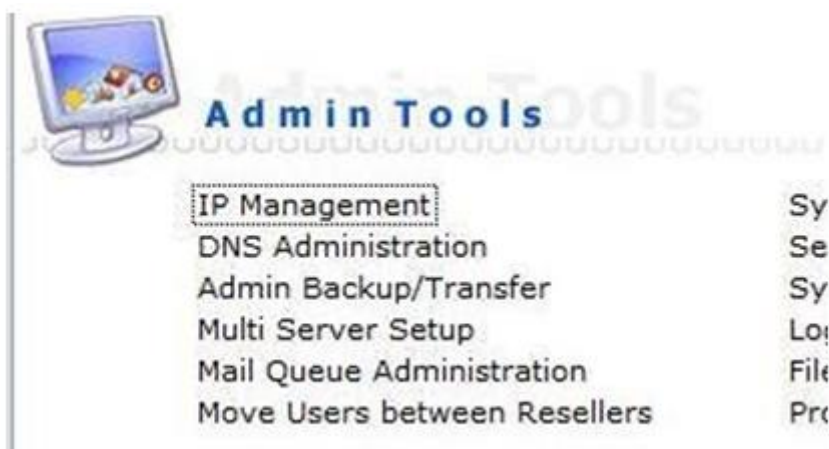 Admin Tools
IP Management
DNS Administration
Admin Backup/Transfer
Multi Server Setup
Mail Queue Administration
Move Users between Resellers